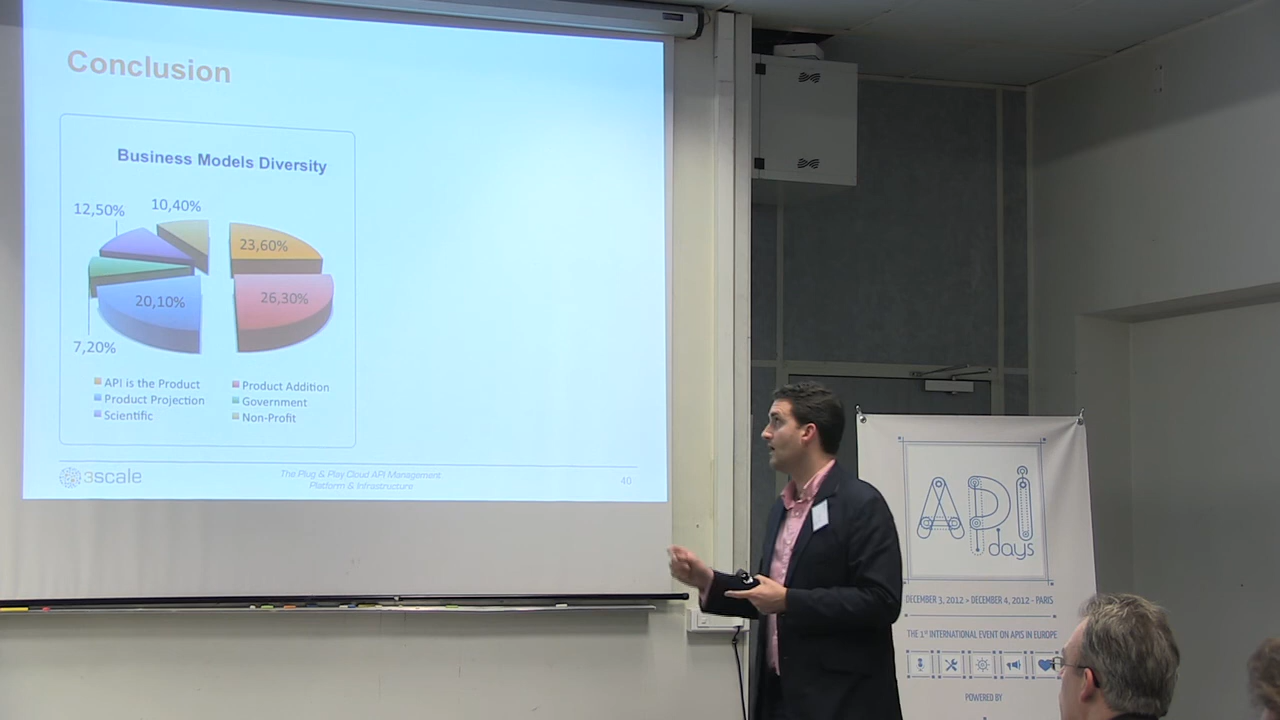 Conclusion
Business Models Diversity
12,50%
10,40%
23,60%
20,10%
26,30%
7,20%
API is the Product
Product Addition
Product Projection
Government
Scientific
Non-Profit
3scale
The Plug & Play Cloud API Management
Platform & Infrastructure
40
API
days
DECEMBER 3, 2012 > DECEMBER 4, 2012 - PARIS
THE 1st INTERNATIONAL EVENT ON APIS IN EUROPE
POWERED BY